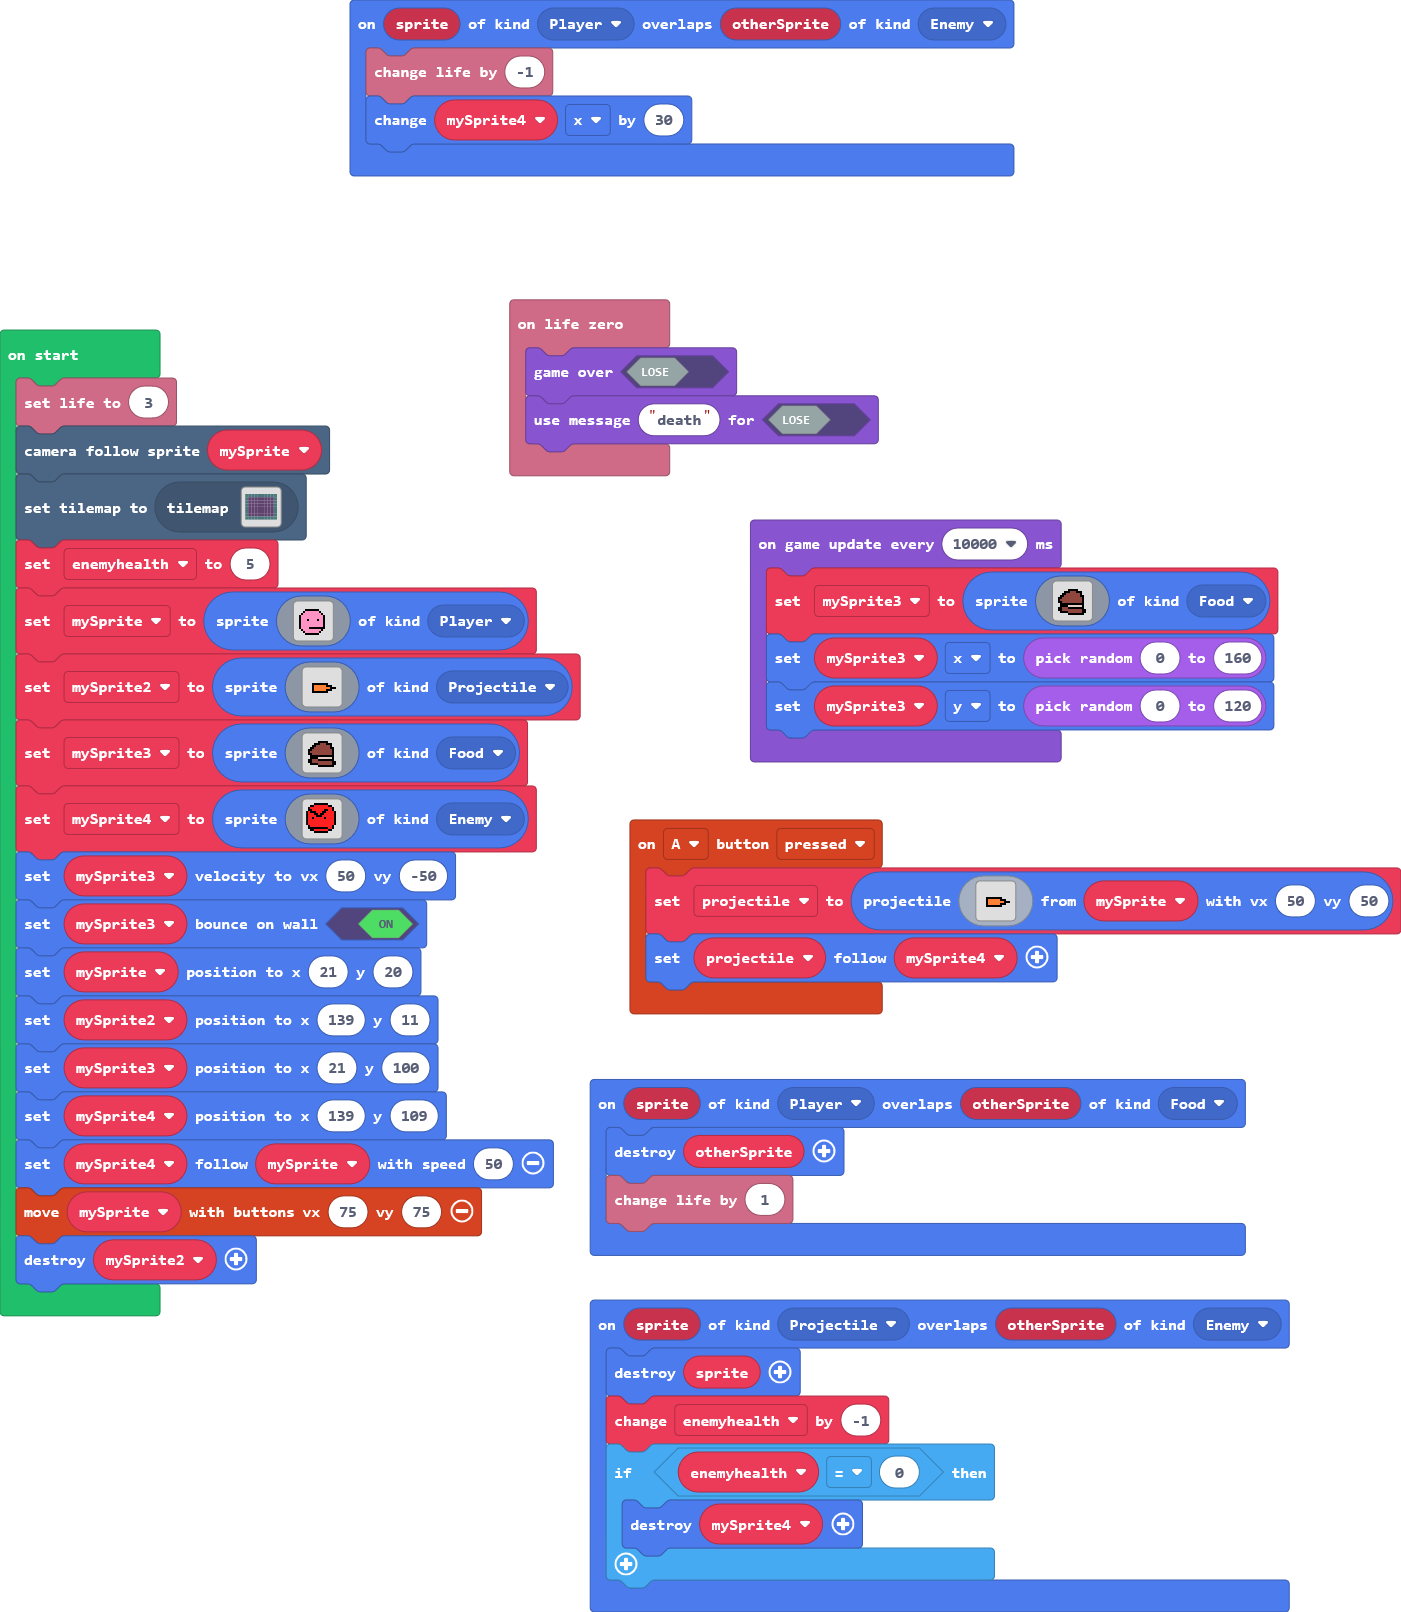 on sprite of kind Player overlaps otherSprite of kind Enemy
change life by -1
change mySprite4 x by 30
on start
set life to 3
camera follow sprite mySprite
set tilemap to tilemap
set enemyhealth to 5
set mySprite to sprite of kind Player
set mySprite2 to sprite of kind Projectile
set mySprite3 to sprite of kind Food
set mySprite4 to sprite of kind Enemy
set mySprite3 velocity to vx 50 vy -50
set mySprite3 bounce on wall ON
set mySprite position to x 21 y 20
set mySprite2 position to x 139 y 11
set mySprite3 position to x 21 y 100
set mySprite4 position to x 139 y 109
set mySprite4 follow mySprite with speed 50
move mySprite with buttons vx 75 vy 75
destroy mySprite2
on life zero
game over LOSE
use message "death" for LOSE
on game update every 10000 ms
set mySprite3 to sprite of kind Food
set mySprite3 x to pick random 0 to 160
set mySprite3 y to pick random 0 to 120
on A button pressed
set projectile to projectile from mySprite with vx 50 vy 50
set projectile follow mySprite4
on sprite of kind Player overlaps otherSprite of kind Food
destroy otherSprite
change life by 1
on sprite of kind Projectile overlaps otherSprite of kind Enemy
destroy sprite
change enemyhealth by -1
if enemyhealth = 0 then
destroy mySprite4